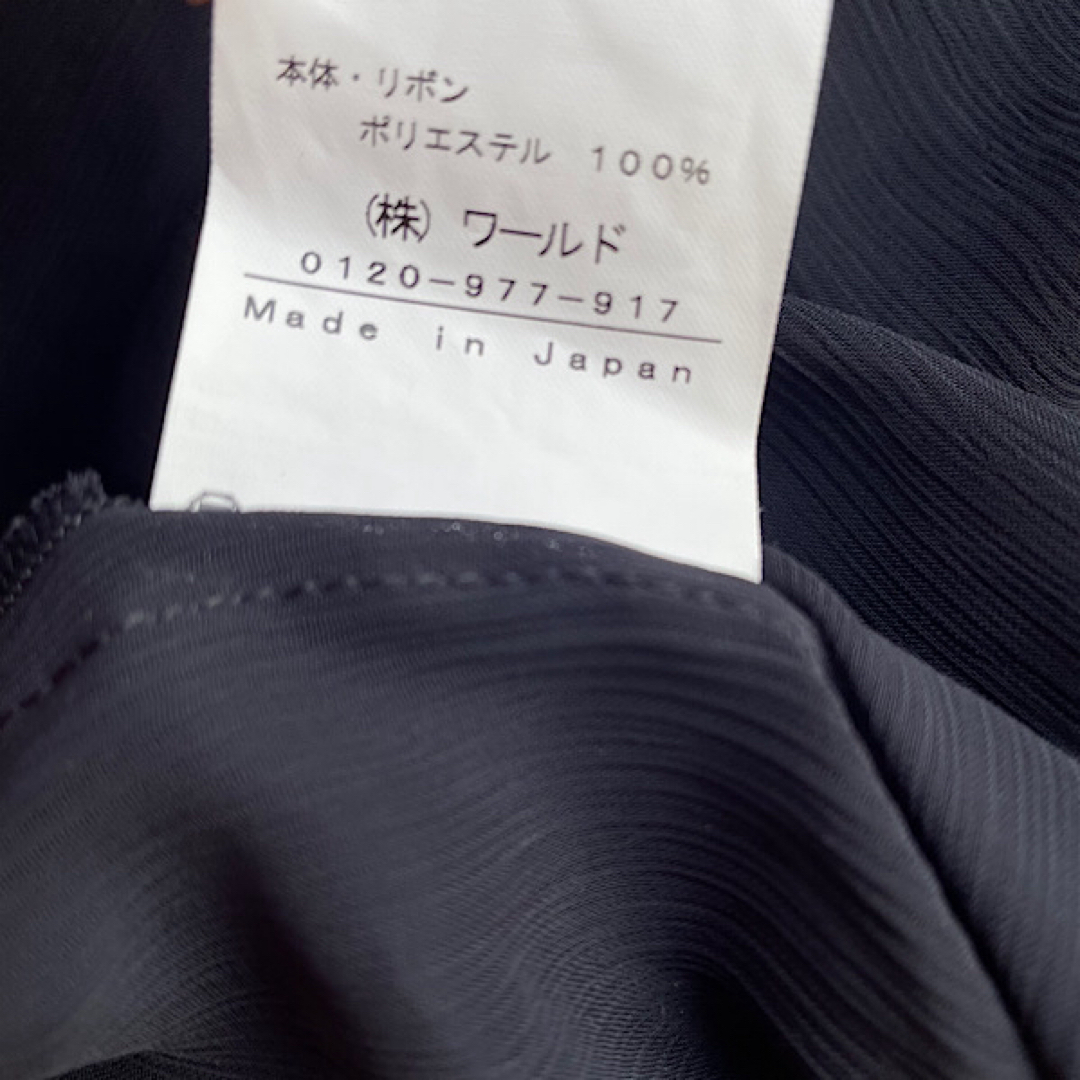 本体・リボン
ポリエステル 100%
(株) ワールド
0120-977-917
Made in Japan